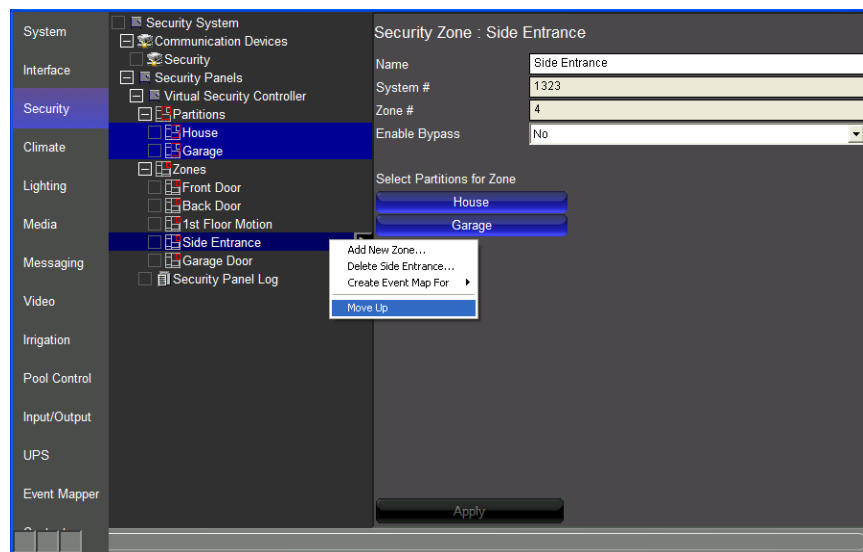 System
Interface
Security
Climate
Lighting
Media
Messaging
Video
Irrigation
Pool Control
Input/Output
UPS
Event Mapper
Security System
Communication Devices
Security
Security Panels
Virtual Security Controller
Partitions
House
Garage
Zones
Front Door
Back Door
1st Floor Motion
Side Entrance
Garage Door
Security Panel Log
Add New Zone...
Delete Side Entrance...
Create Event Map For
Move Up
Security Zone : Side Entrance
Name Side Entrance
System # 1323
Zone # 4
Enable Bypass No
Select Partitions for Zone
House
Garage
Apply